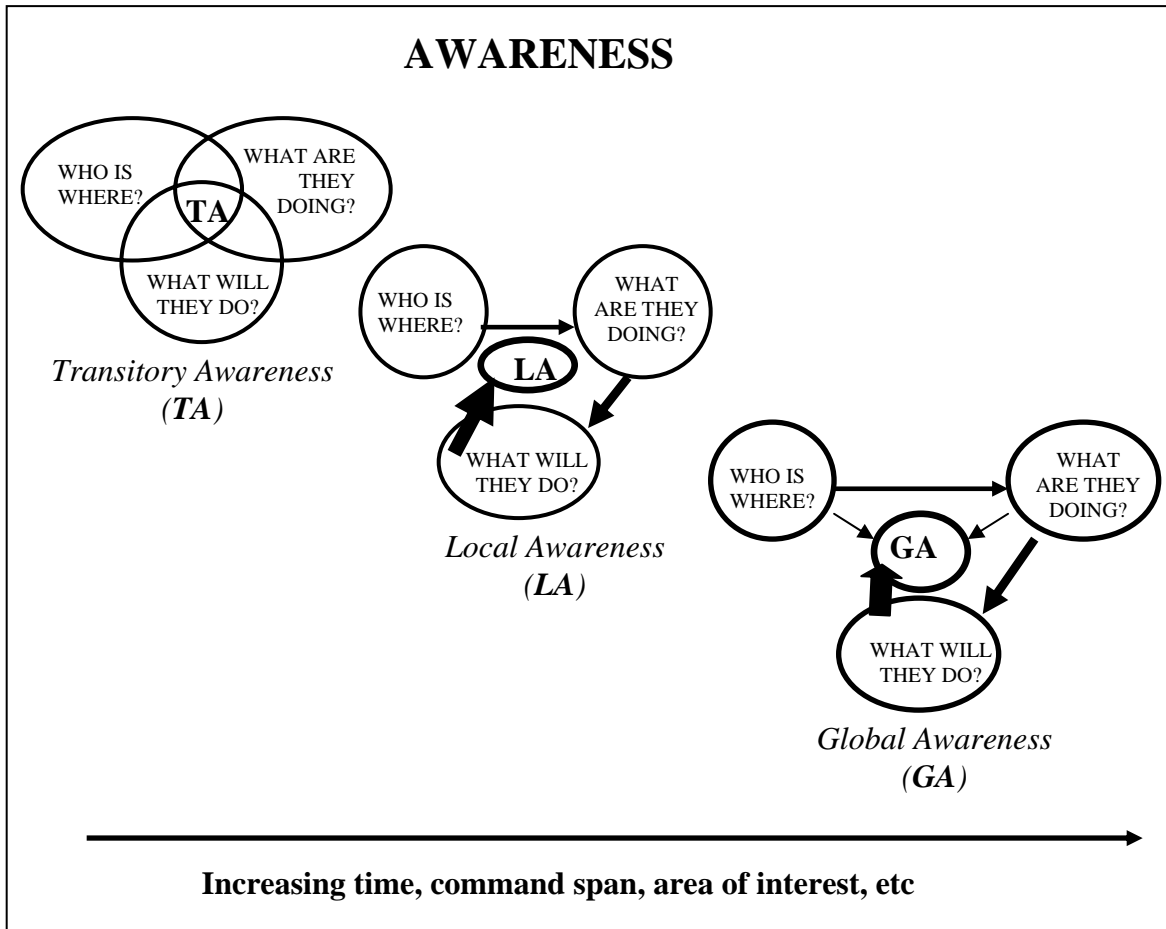 AWARENESS
WHO IS
WHERE?
WHAT ARE
THEY
DOING?
TA
WHAT WILL
THEY DO?
Transitory Awareness
(TA)
WHO IS
WHERE?
WHAT
ARE THEY
DOING?
LA
WHAT WILL
THEY DO?
Local Awareness
(LA)
WHO IS
WHERE?
WHAT
ARE THEY
DOING?
GA
WHAT WILL
THEY DO?
Global Awareness
(GA)
Increasing time, command span, area of interest, etc